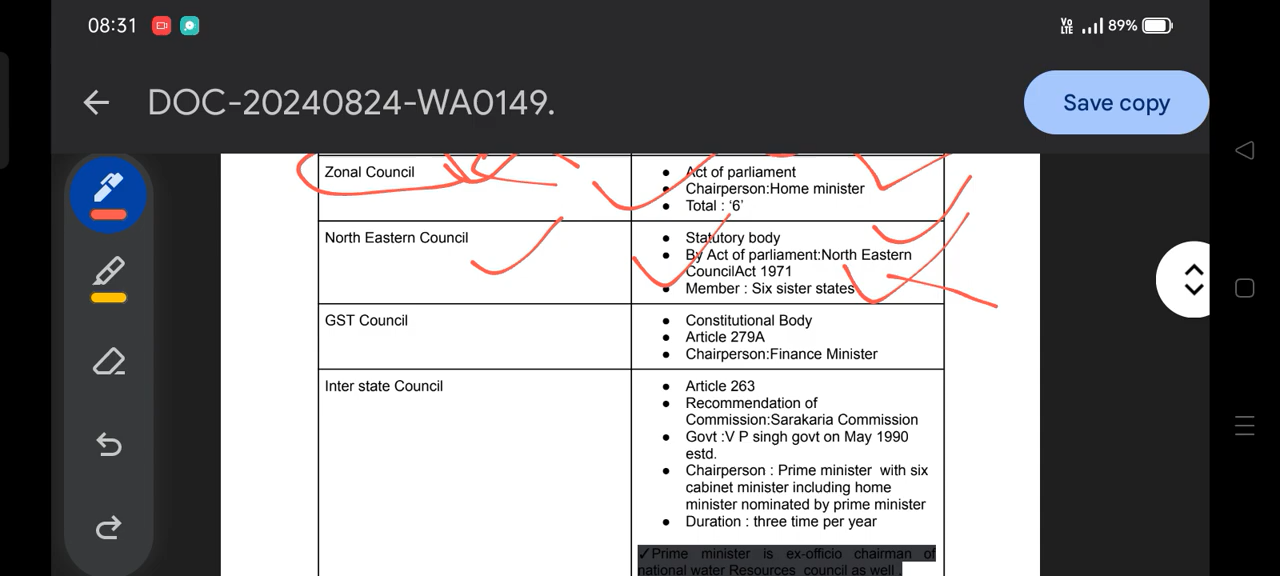 08:31
Vo LTE 89%
DOC-20240824-WA0149.
Save copy
Zonal Council
● Act of parliament
● Chairperson:Home minister
● Total : ‘6’
North Eastern Council
● Statutory body
● By Act of parliament:North Eastern
CouncilAct 1971
● Member : Six sister states
GST Council
● Constitutional Body
● Article 279A
● Chairperson:Finance Minister
Inter state Council
● Article 263
● Recommendation of
Commission:Sarakaria Commission
● Govt :V P singh govt on May 1990
estd.
● Chairperson : Prime minister with six
cabinet minister including home
minister nominated by prime minister
● Duration : three time per year
✓Prime minister is ex-officio chairman of
national water Resources council as well .